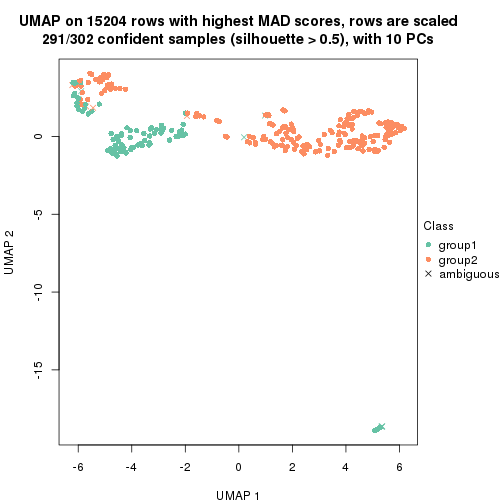 UMAP on 15204 rows with highest MAD scores, rows are scaled
291/302 confident samples (silhouette > 0.5), with 10 PCs
0
-5
-10
-15
UMAP 2
-6 -4 -2 0 2 4 6
UMAP 1
Class
group1
group2
ambiguous